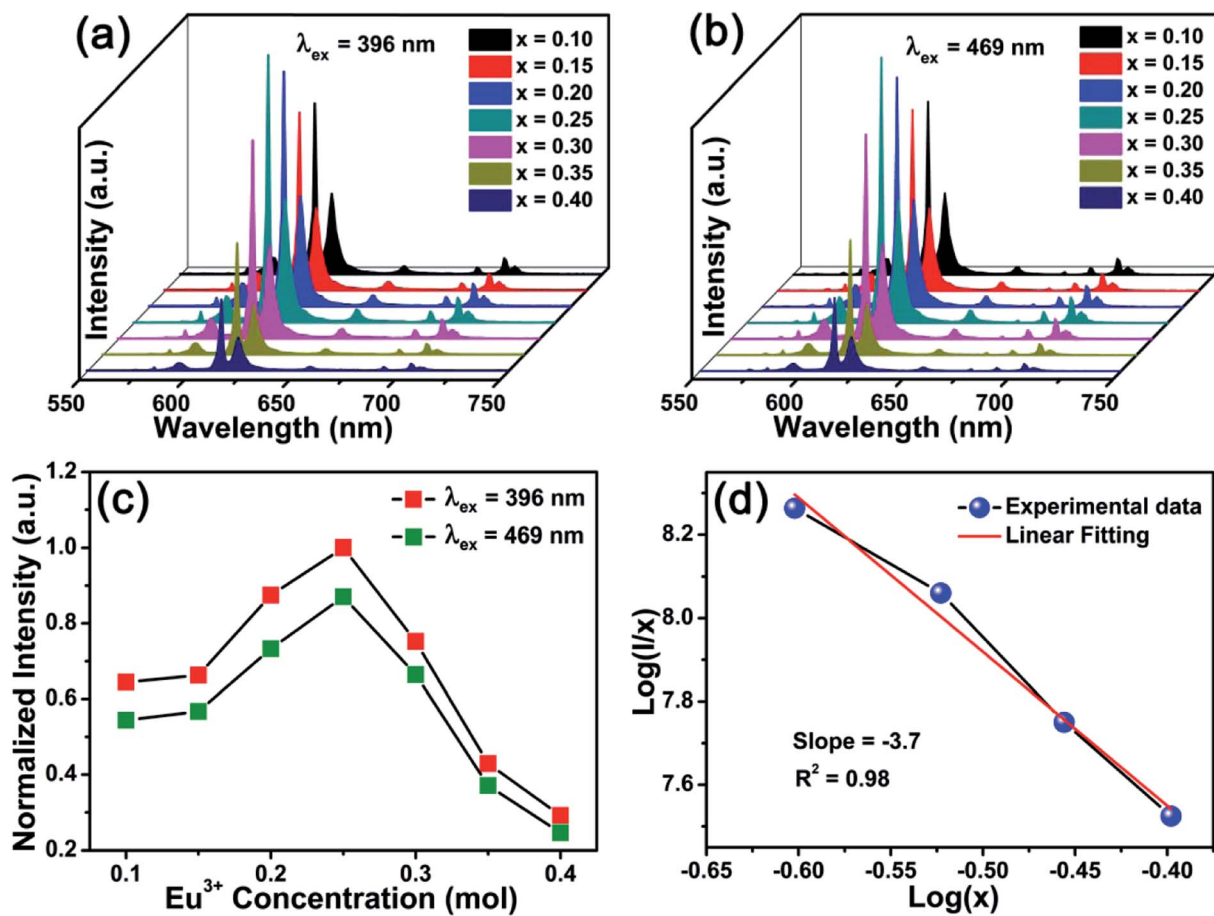 (a)
λex = 396 nm
x = 0.10
x = 0.15
x = 0.20
x = 0.25
x = 0.30
x = 0.35
x = 0.40
Intensity (a.u.)
550 600 650 700 750
Wavelength (nm)
(b)
λex = 469 nm
x = 0.10
x = 0.15
x = 0.20
x = 0.25
x = 0.30
x = 0.35
x = 0.40
Intensity (a.u.)
550 600 650 700 750
Wavelength (nm)
(c)
λex = 396 nm
λex = 469 nm
Normalized Intensity (a.u.)
1.2
1.0
0.8
0.6
0.4
0.2
0.1 0.2 0.3 0.4
Eu³⁺ Concentration (mol)
(d)
Experimental data
Linear Fitting
Log(I/x)
8.2
8.0
7.8
7.6
Slope = -3.7
R² = 0.98
-0.65 -0.60 -0.55 -0.50 -0.45 -0.40
Log(x)